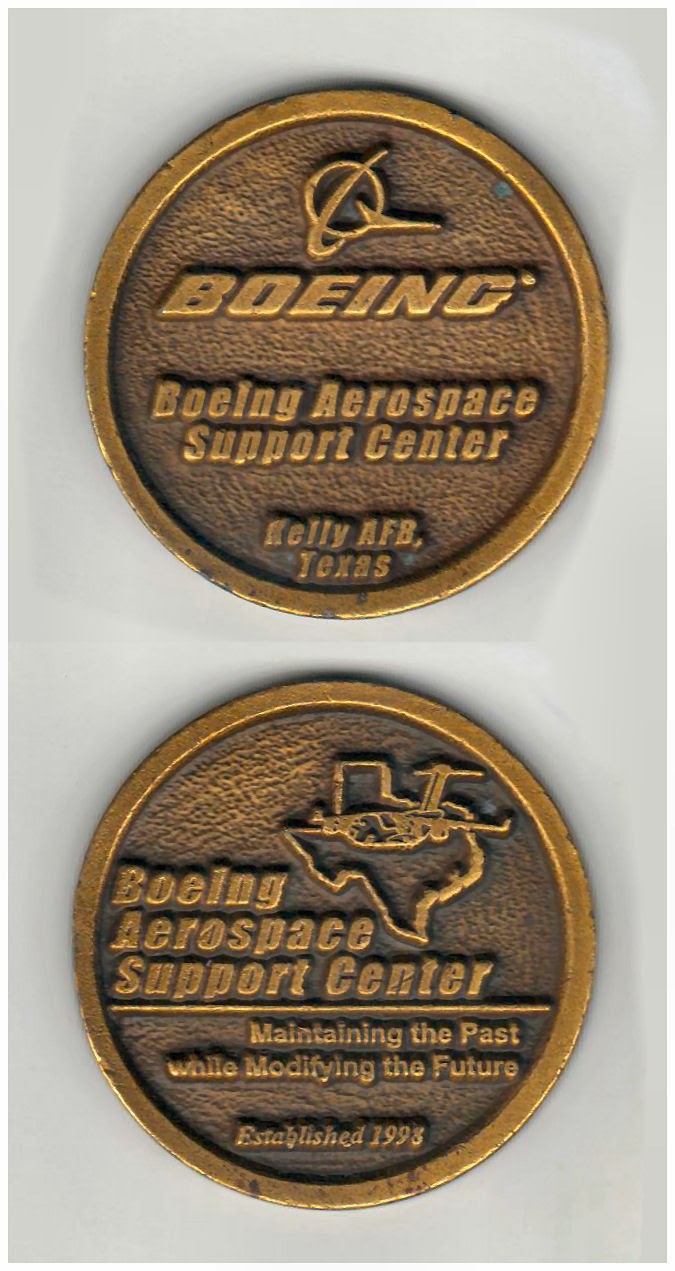 BOEING®
Boeing Aerospace
Support Center
Kelly AFB,
Texas
Boeing
Aerospace
Support Center
Maintaining the Past
while Modifying the Future
Established 1998